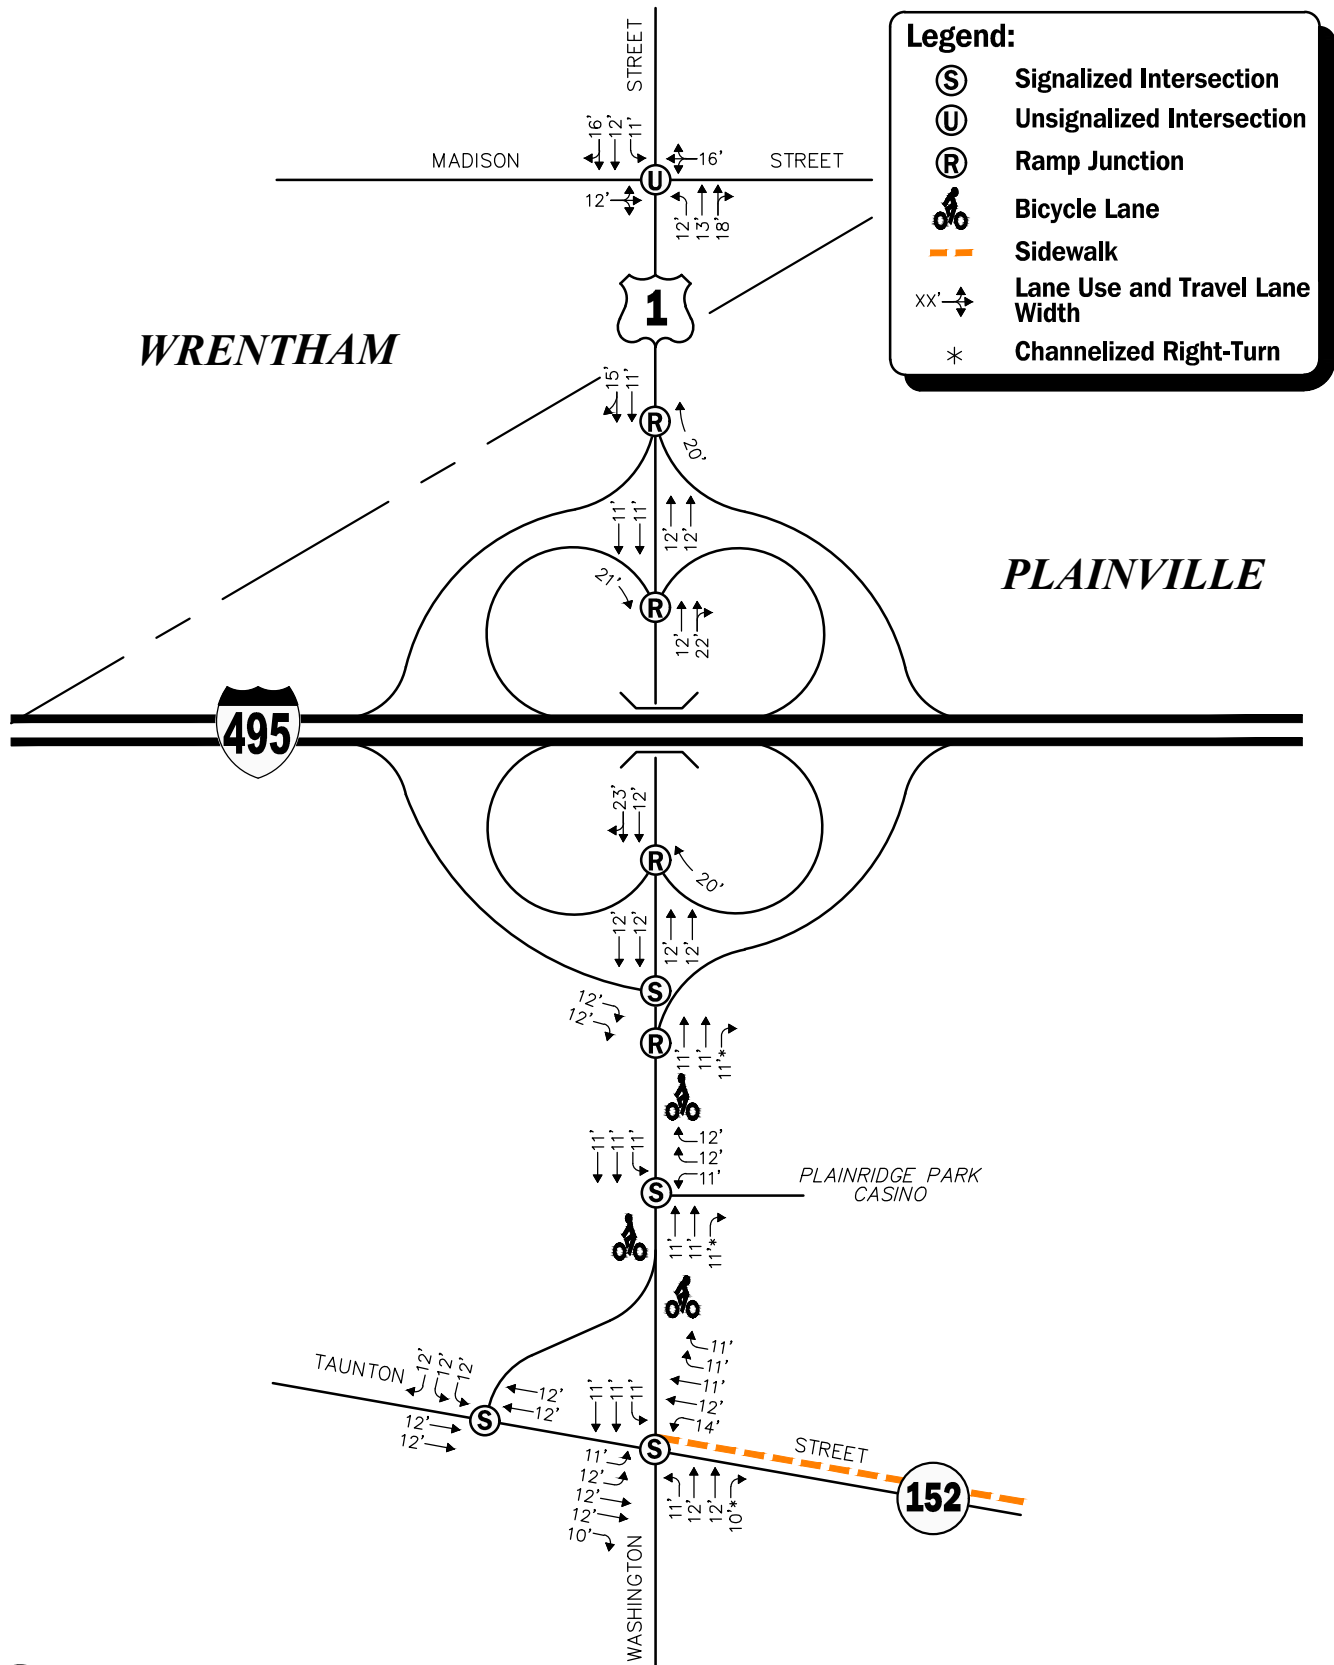 STREET
Legend:
S Signalized Intersection
U Unsignalized Intersection
R Ramp Junction
Bicycle Lane
Sidewalk
XX' Lane Use and Travel Lane
Width
* Channelized Right-Turn
16' 12' 11'
MADISON
16'
STREET
U
12'
12' 13' 18'
1
WRENTHAM
15' 11'
R
20'
11' 11'
12' 12'
PLAINVILLE
21'
R
12' 22'
495
23' 12'
R
20'
12' 12'
12' 12'
S
12'
12'
R
11' 11' 11'*
11' 11' 11'
12'
12'
11'
PLAINRIDGE PARK
CASINO
S
11' 11' 11'*
TAUNTON
12' 12' 12'
12'
12'
S
12'
12'
11' 11' 11'
11'
11'
11'
12'
14'
S
STREET
152
11'
12'
12'
12'
10'
11' 12' 12' 10'*
WASHINGTON